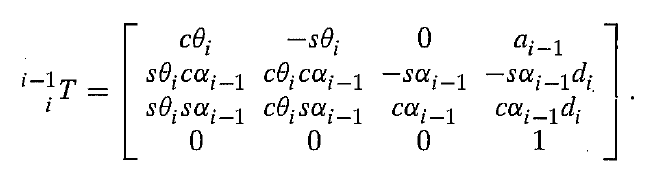 $$^{i-1}_{\;\;\;i}T = \begin{bmatrix} c\theta_i & -s\theta_i & 0 & a_{i-1} \\ s\theta_i c\alpha_{i-1} & c\theta_i c\alpha_{i-1} & -s\alpha_{i-1} & -s\alpha_{i-1} d_i \\ s\theta_i s\alpha_{i-1} & c\theta_i s\alpha_{i-1} & c\alpha_{i-1} & c\alpha_{i-1} d_i \\ 0 & 0 & 0 & 1 \end{bmatrix}.$$